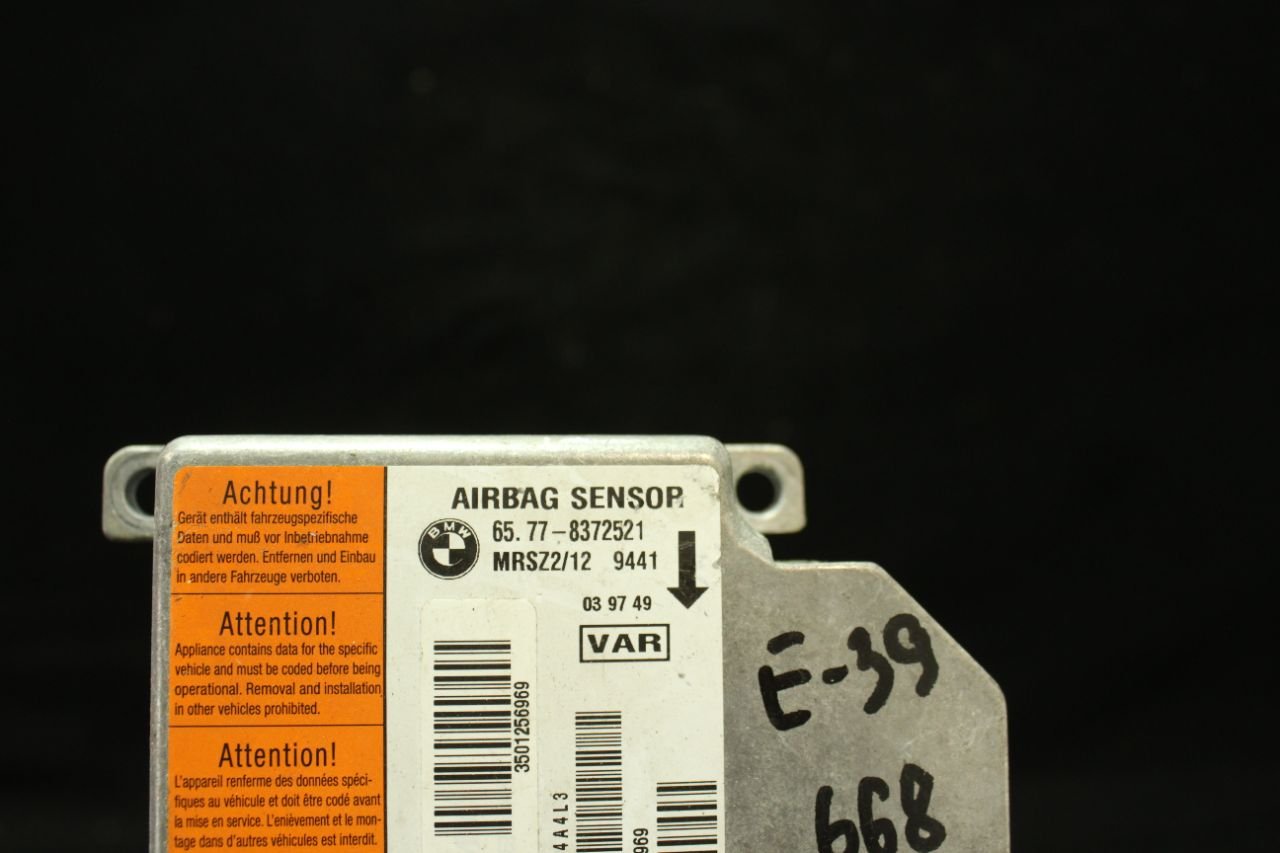 Achtung!
Gerät enthält fahrzeugspezifische
Daten und muß vor Inbetriebnahme
codiert werden. Entfernen und Einbau
in andere Fahrzeuge verboten.
Attention!
Appliance contains data for the specific
vehicle and must be coded before being
operational. Removal and installation
in other vehicles prohibited.
Attention!
L'appareil renferme des données spéci-
fiques au véhicule et doit être codé avant
la mise en service. L'enièvement et le mon-
tage dans d'autres véhicules est interdit.
AIRBAG SENSOR
BMW
65. 77-8372521
MRSZ2/12 9441
03 97 49
VAR
3501256969
4A4L3
969
E-39
668